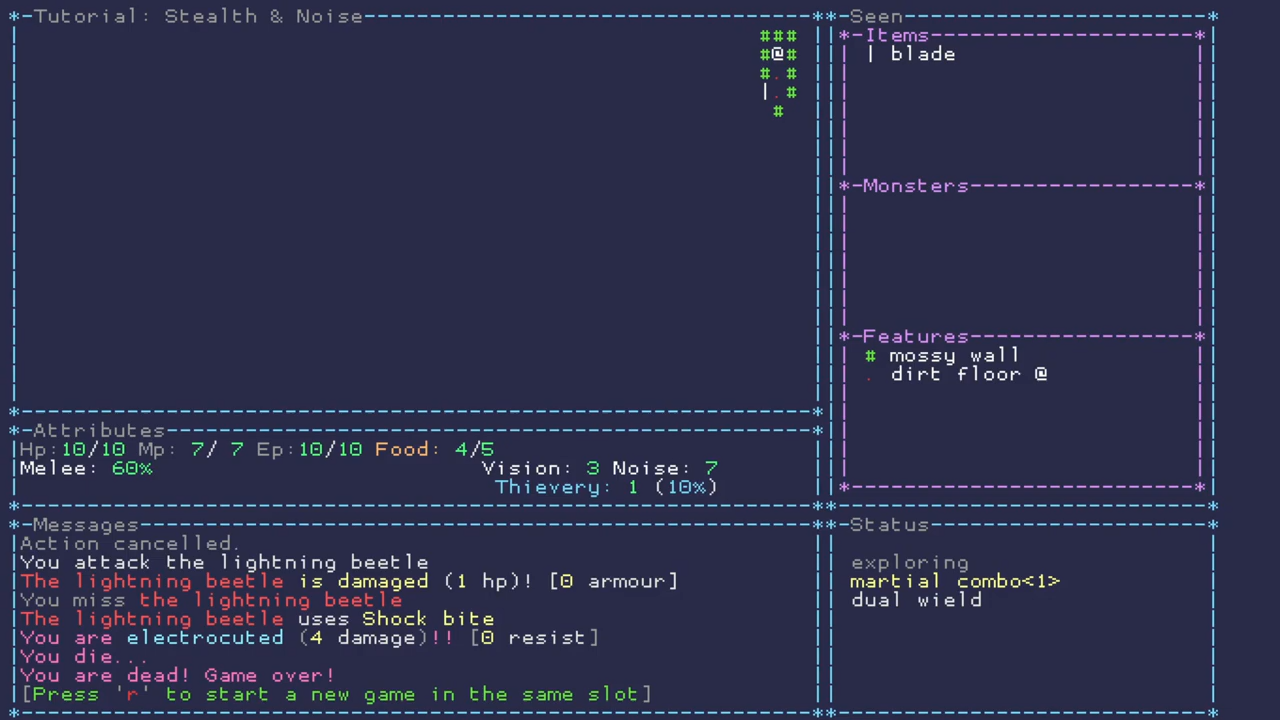 Tutorial: Stealth & Noise
###
#@#
#.#
|.#
#
Attributes
Hp:10/10 Mp: 7/ 7 Ep:10/10 Food: 4/5
Melee: 60% Vision: 3 Noise: 7
Thievery: 1 (10%)
Messages
Action cancelled.
You attack the lightning beetle
The lightning beetle is damaged (1 hp)! [0 armour]
You miss the lightning beetle
The lightning beetle uses Shock bite
You are electrocuted (4 damage)!! [0 resist]
You die...
You are dead! Game over!
[Press 'r' to start a new game in the same slot]
Seen
Items
| blade
Monsters
Features
# mossy wall
. dirt floor @
Status
exploring
martial combo<1>
dual wield